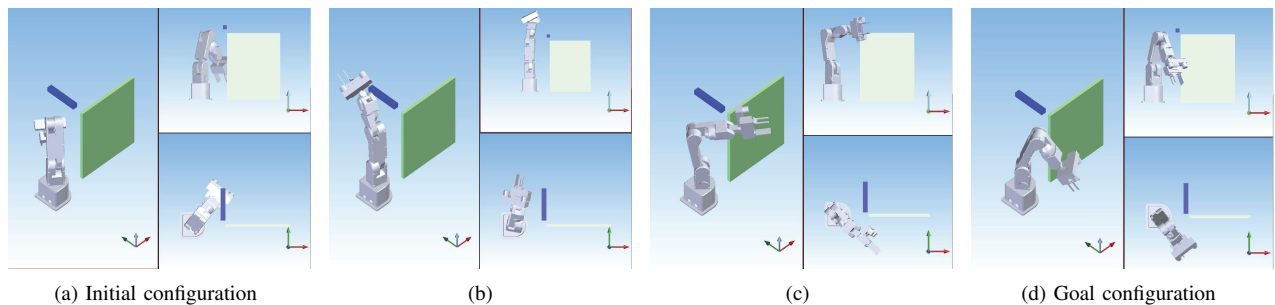 (a) Initial configuration
(b)
(c)
(d) Goal configuration